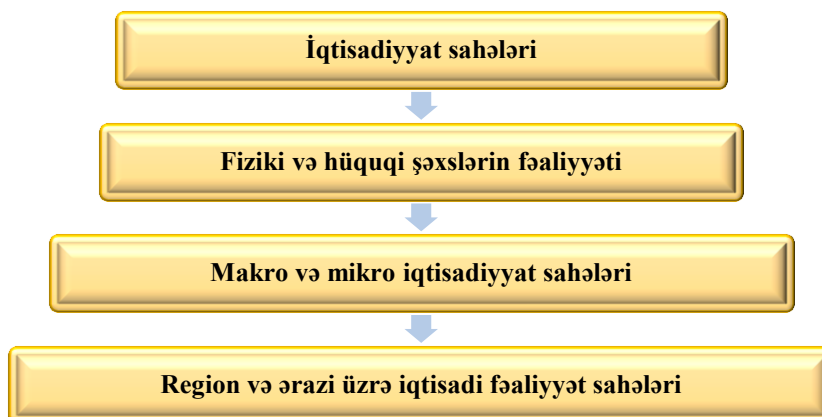 İqtisadiyyat sahələri
Fiziki və hüquqi şəxslərin fəaliyyəti
Makro və mikro iqtisadiyyat sahələri
Region və ərazi üzrə iqtisadi fəaliyyət sahələri